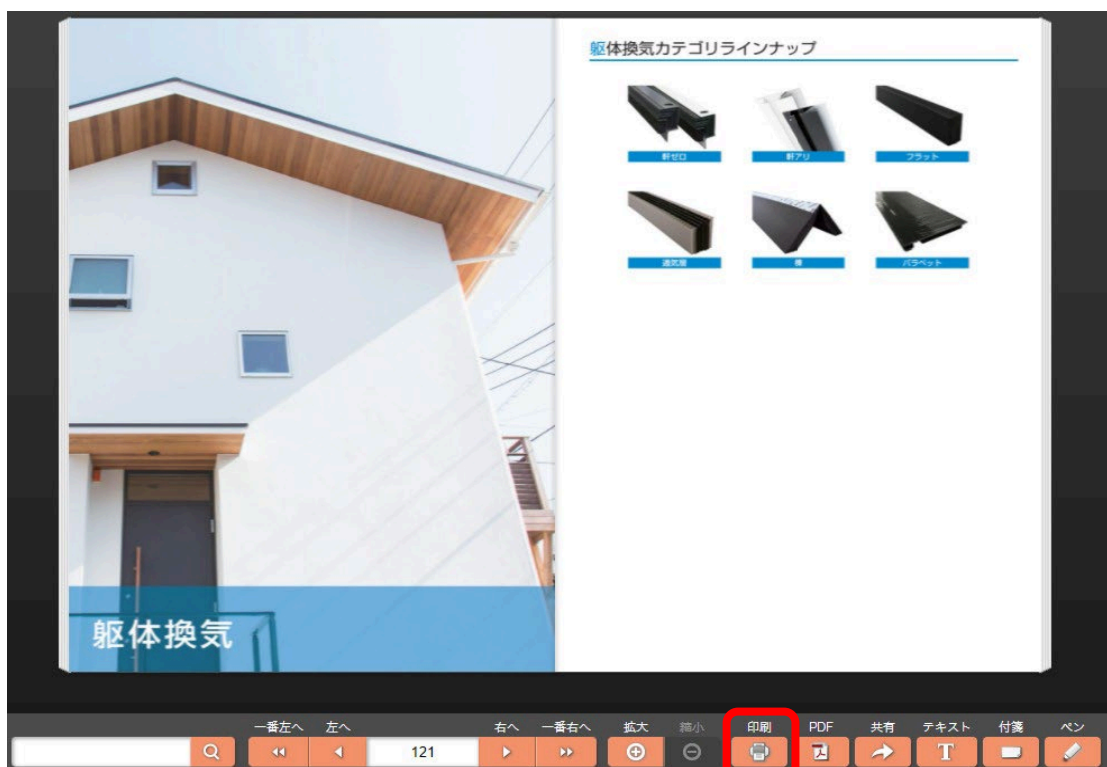 躯体換気カテゴリラインナップ
軒ゼロ
軒アリ
フラット
通気層
棟
パラペット
躯体換気
一番左へ
左へ
右へ
一番右へ
拡大
縮小
印刷
PDF
共有
テキスト
付箋
ペン
121
T